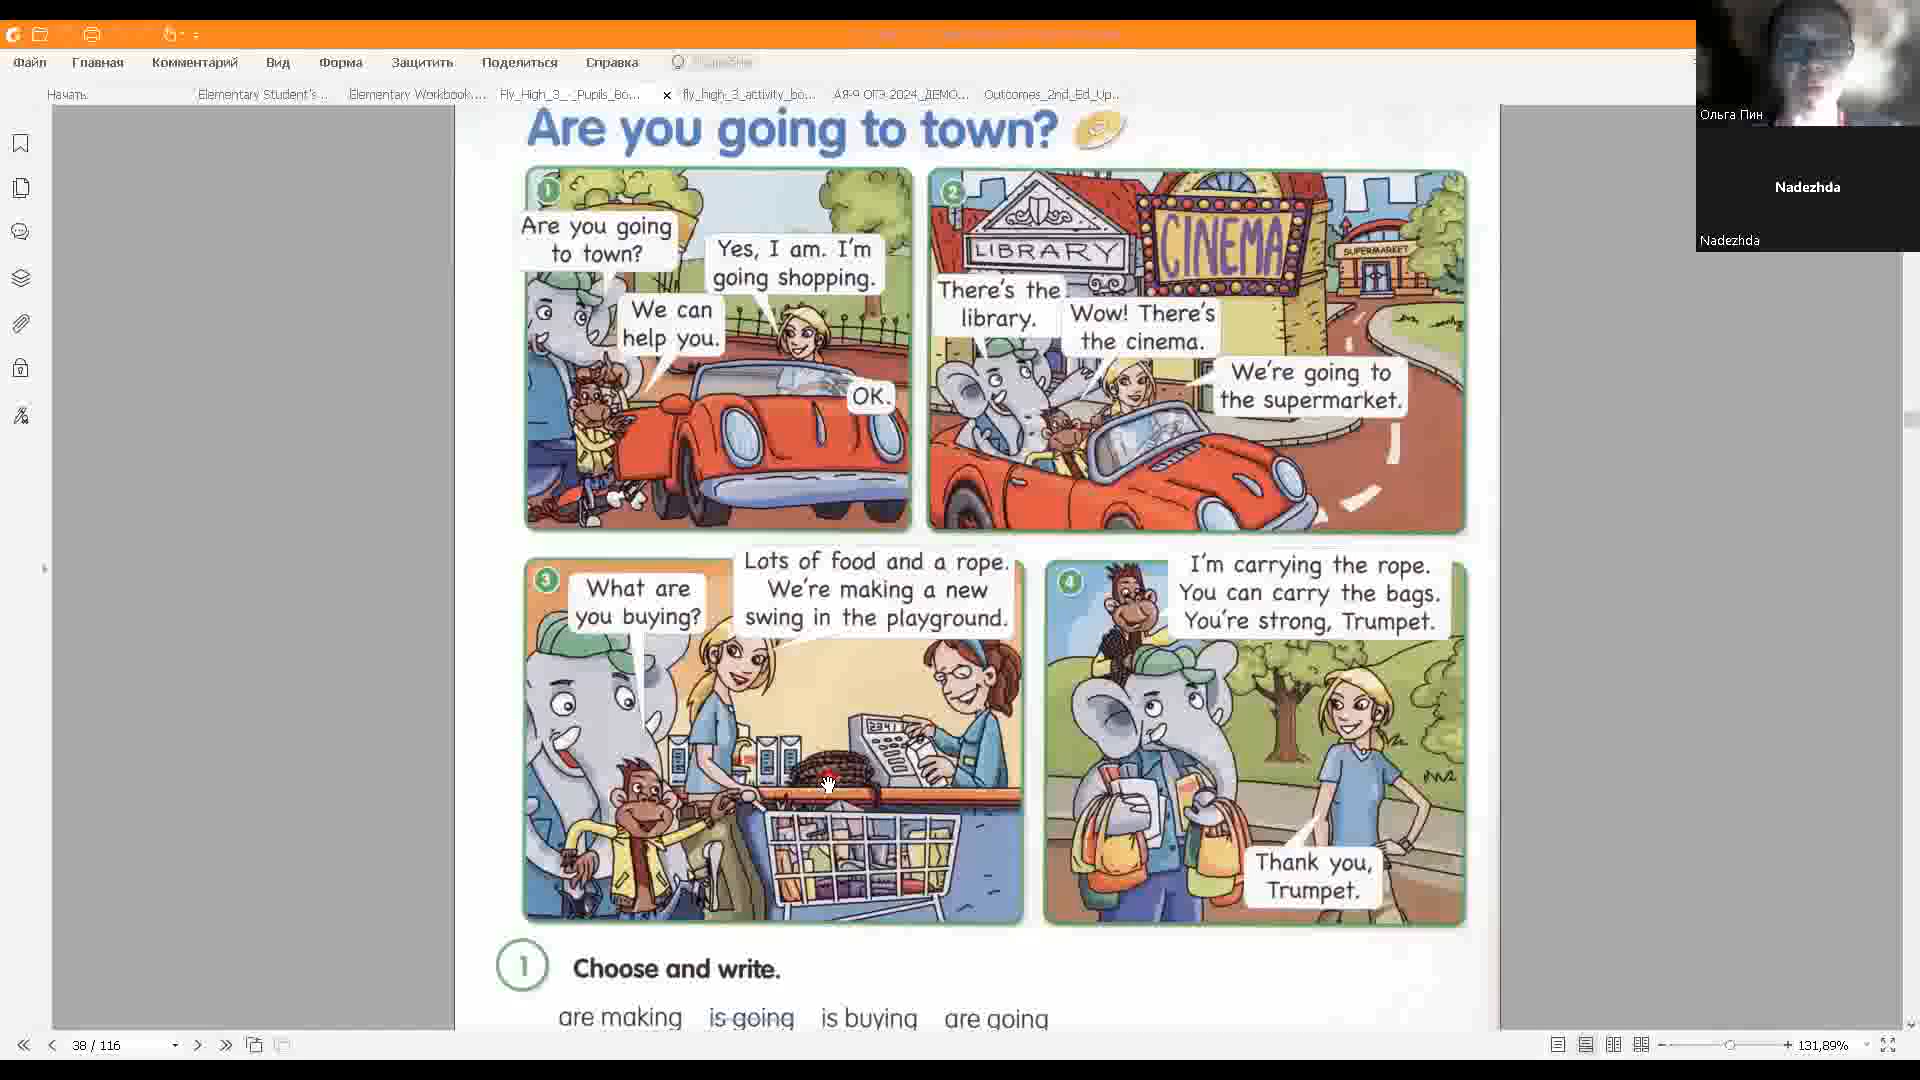 Файл Главная Комментарий Вид Форма Защитить Поделиться Справка
Начать Elementary Student's... Elementary Workbook.... Fly_High_3_-_Pupils_Bo... fly_high_3_activity_bo... АЯ-9 ОГЭ 2024_ДЕМО... Outcomes_2nd_Ed_Up...
Ольга Пин
Nadezhda
Nadezhda
Are you going to town?
1
Are you going
to town?
Yes, I am. I'm
going shopping.
We can
help you.
OK.
2
LIBRARY
CINEMA
SUPERMARKET
There's the
library.
Wow! There's
the cinema.
We're going to
the supermarket.
3
What are
you buying?
Lots of food and a rope.
We're making a new
swing in the playground.
4
I'm carrying the rope.
You can carry the bags.
You're strong, Trumpet.
Thank you,
Trumpet.
1 Choose and write.
are making is going is buying are going
38 / 116
131,89%